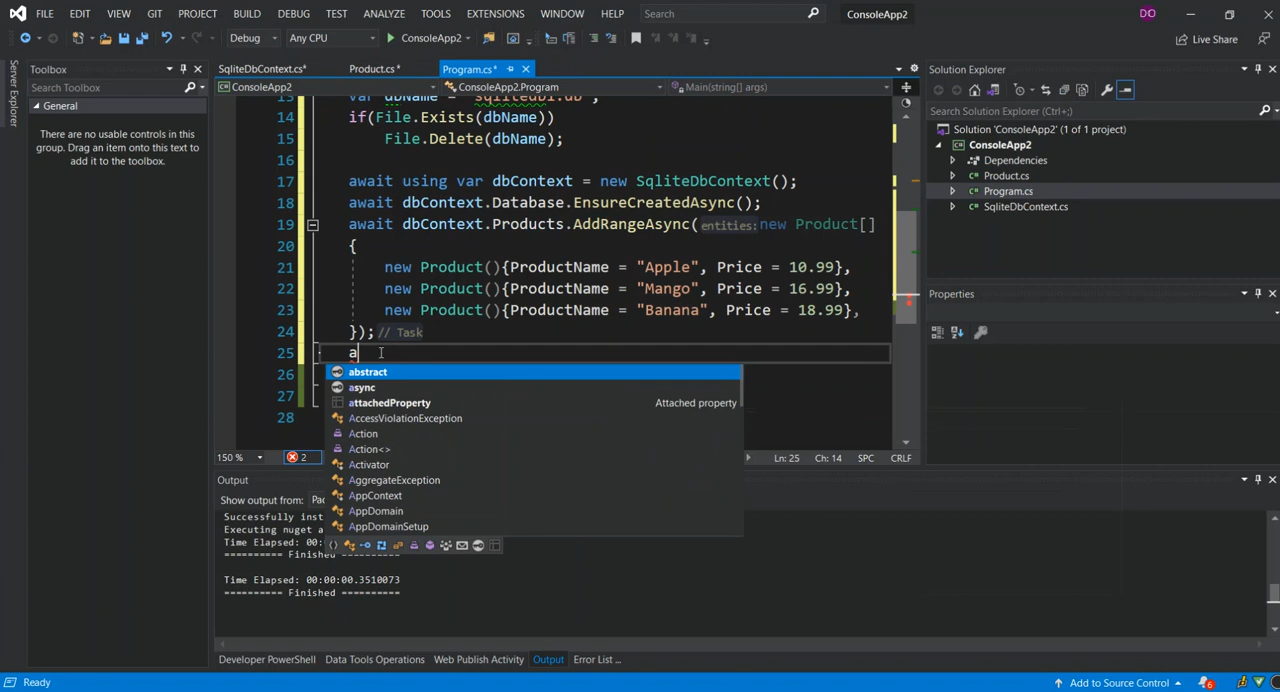 FILE EDIT VIEW GIT PROJECT BUILD DEBUG TEST ANALYZE TOOLS EXTENSIONS WINDOW HELP Search ConsoleApp2 DO
Debug Any CPU ConsoleApp2 Live Share
Server Explorer
Toolbox
Search Toolbox
General
There are no usable controls in this
group. Drag an item onto this text to
add it to the toolbox.
SqliteDbContext.cs* Product.cs* Program.cs*
ConsoleApp2 ConsoleApp2.Program Main(string[] args)
13 var dbName = "sqlitedb1.db";
14 if(File.Exists(dbName))
15 File.Delete(dbName);
16
17 await using var dbContext = new SqliteDbContext();
18 await dbContext.Database.EnsureCreatedAsync();
19 await dbContext.Products.AddRangeAsync(entities:new Product[]
20 {
21 new Product(){ProductName = "Apple", Price = 10.99},
22 new Product(){ProductName = "Mango", Price = 16.99},
23 new Product(){ProductName = "Banana", Price = 18.99},
24 });// Task
25 a
26
27
28
abstract
async
attachedProperty Attached property
AccessViolationException
Action
Action<>
Activator
AggregateException
AppContext
AppDomain
AppDomainSetup
150 % 2 Ln: 25 Ch: 14 SPC CRLF
Output
Show output from: Pac
Successfully inst
Executing nuget a
Time Elapsed: 00:
========== Finished ==========
Time Elapsed: 00:00:00.3510073
========== Finished ==========
Developer PowerShell Data Tools Operations Web Publish Activity Output Error List ...
Solution Explorer
Search Solution Explorer (Ctrl+;)
Solution 'ConsoleApp2' (1 of 1 project)
ConsoleApp2
Dependencies
C# Product.cs
C# Program.cs
C# SqliteDbContext.cs
Properties
Ready Add to Source Control 6